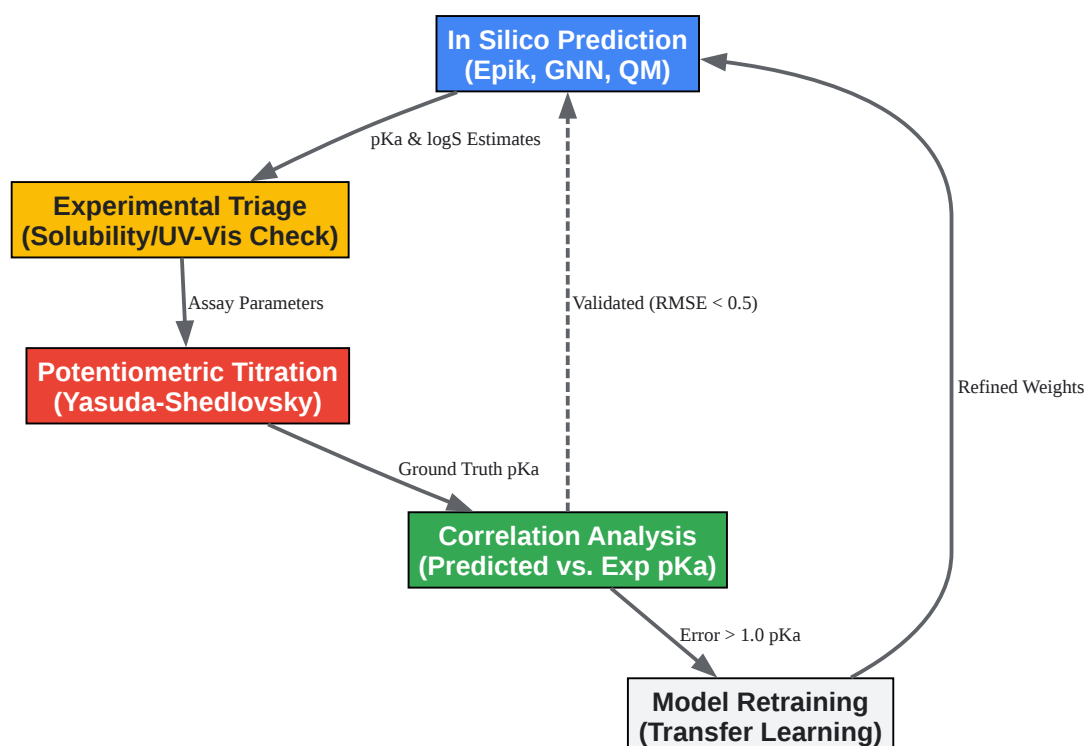 In Silico Prediction
(Epik, GNN, QM)
pKa & logS Estimates
Experimental Triage
(Solubility/UV-Vis Check)
Assay Parameters
Validated (RMSE < 0.5)
Potentiometric Titration
(Yasuda-Shedlovsky)
Refined Weights
Ground Truth pKa
Correlation Analysis
(Predicted vs. Exp pKa)
Error > 1.0 pKa
Model Retraining
(Transfer Learning)